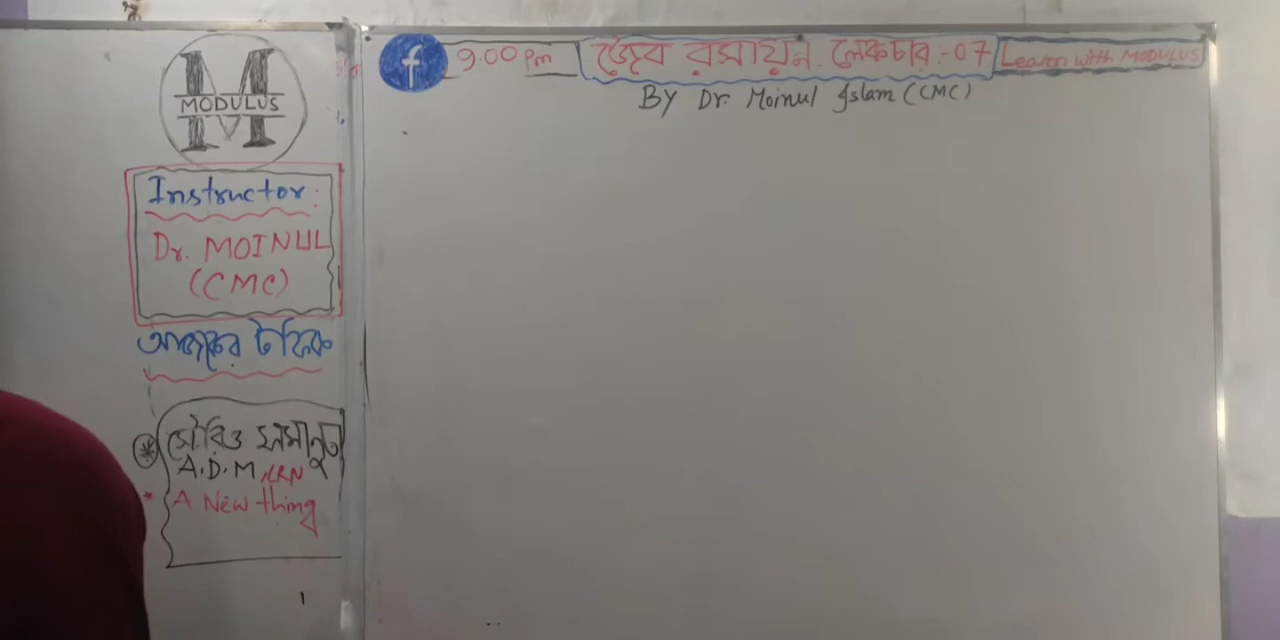 M
MODULUS
Instructor:
Dr. MOINUL
(CMC)
আজকের টপিক
স্টেরিও সমানুতা
A.D.M,
* A New thing
f 9.00 Pm জৈব রসায়ন লেকচার:-07 Learn with MODULUS
By Dr. Moinul Islam (CMC)